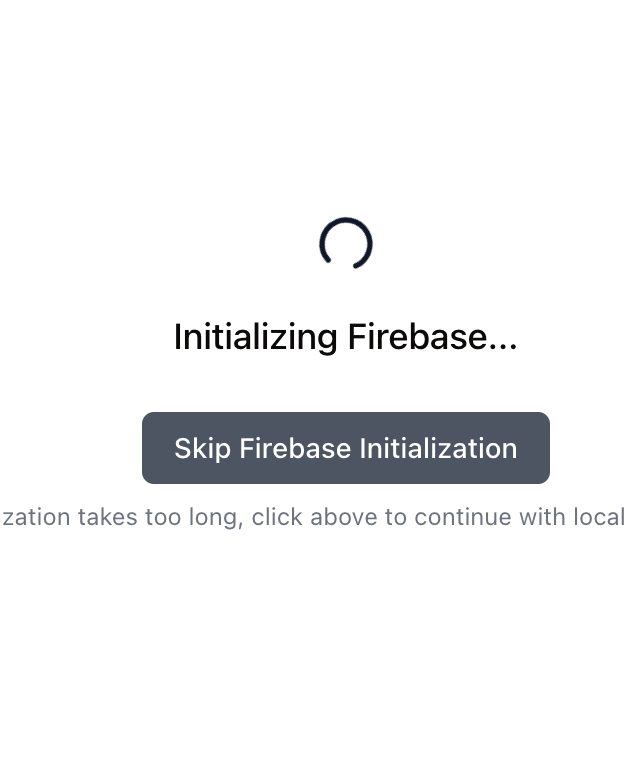 Initializing Firebase...
Skip Firebase Initialization
zation takes too long, click above to continue with local